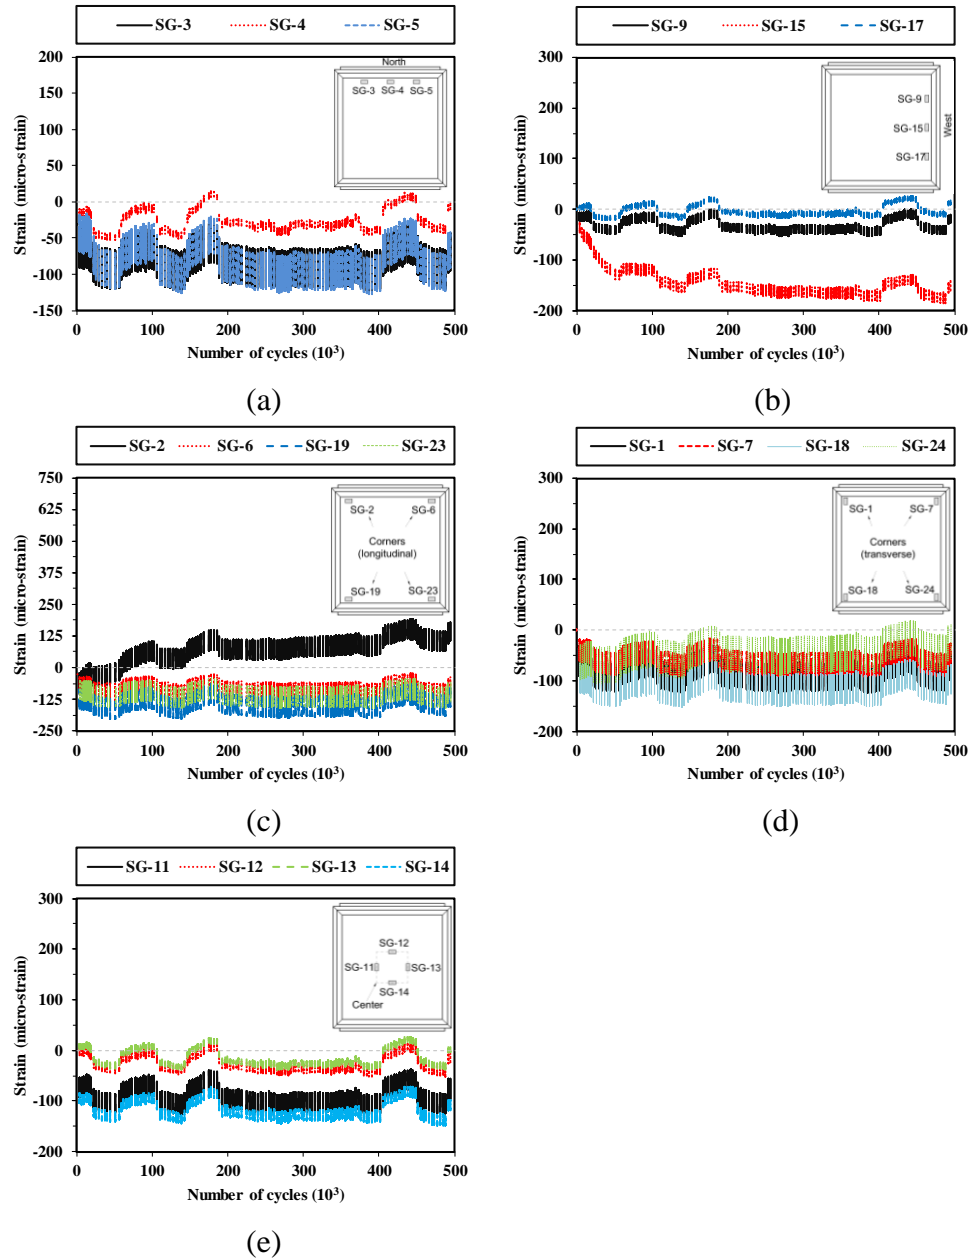 SG-3 SG-4 SG-5
North
SG-3 SG-4 SG-5
Strain (micro-strain)
200
150
100
50
0
-50
-100
-150
0 100 200 300 400 500
Number of cycles (10³)
(a)
SG-9 SG-15 SG-17
SG-9
SG-15
SG-17
West
Strain (micro-strain)
300
200
100
0
-100
-200
0 100 200 300 400 500
Number of cycles (10³)
(b)
SG-2 SG-6 SG-19 SG-23
SG-2 SG-6
Corners
(longitudinal)
SG-19 SG-23
Strain (micro-strain)
750
625
500
375
250
125
0
-125
-250
0 100 200 300 400 500
Number of cycles (10³)
(c)
SG-1 SG-7 SG-18 SG-24
SG-1 SG-7
Corners
(transverse)
SG-18 SG-24
Strain (micro-strain)
300
200
100
0
-100
-200
0 100 200 300 400 500
Number of cycles (10³)
(d)
SG-11 SG-12 SG-13 SG-14
SG-12
SG-11 SG-13
SG-14
Center
Strain (micro-strain)
300
200
100
0
-100
-200
0 100 200 300 400 500
Number of cycles (10³)
(e)